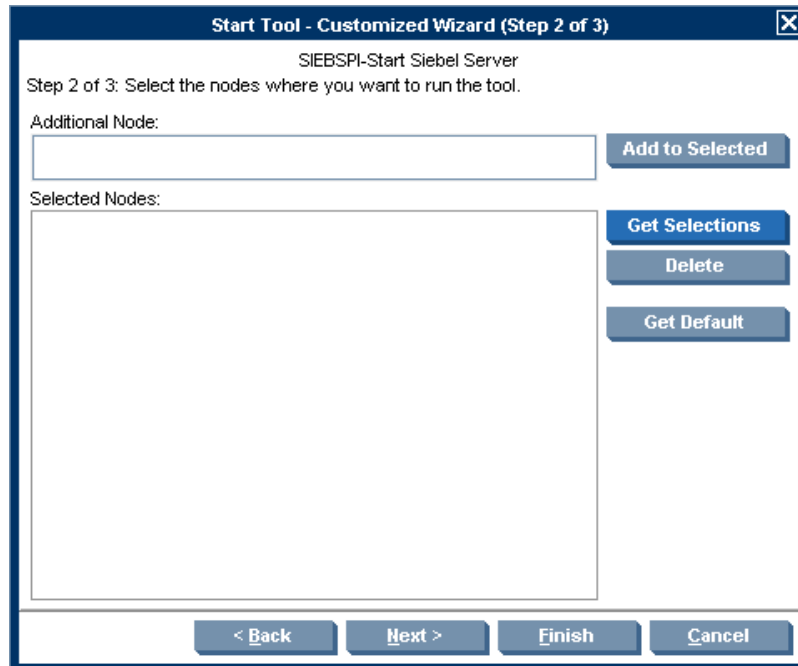 Start Tool - Customized Wizard (Step 2 of 3)
SIEBSPI-Start Siebel Server
Step 2 of 3: Select the nodes where you want to run the tool.
Additional Node:
Add to Selected
Selected Nodes:
Get Selections
Delete
Get Default
< Back Next > Finish Cancel